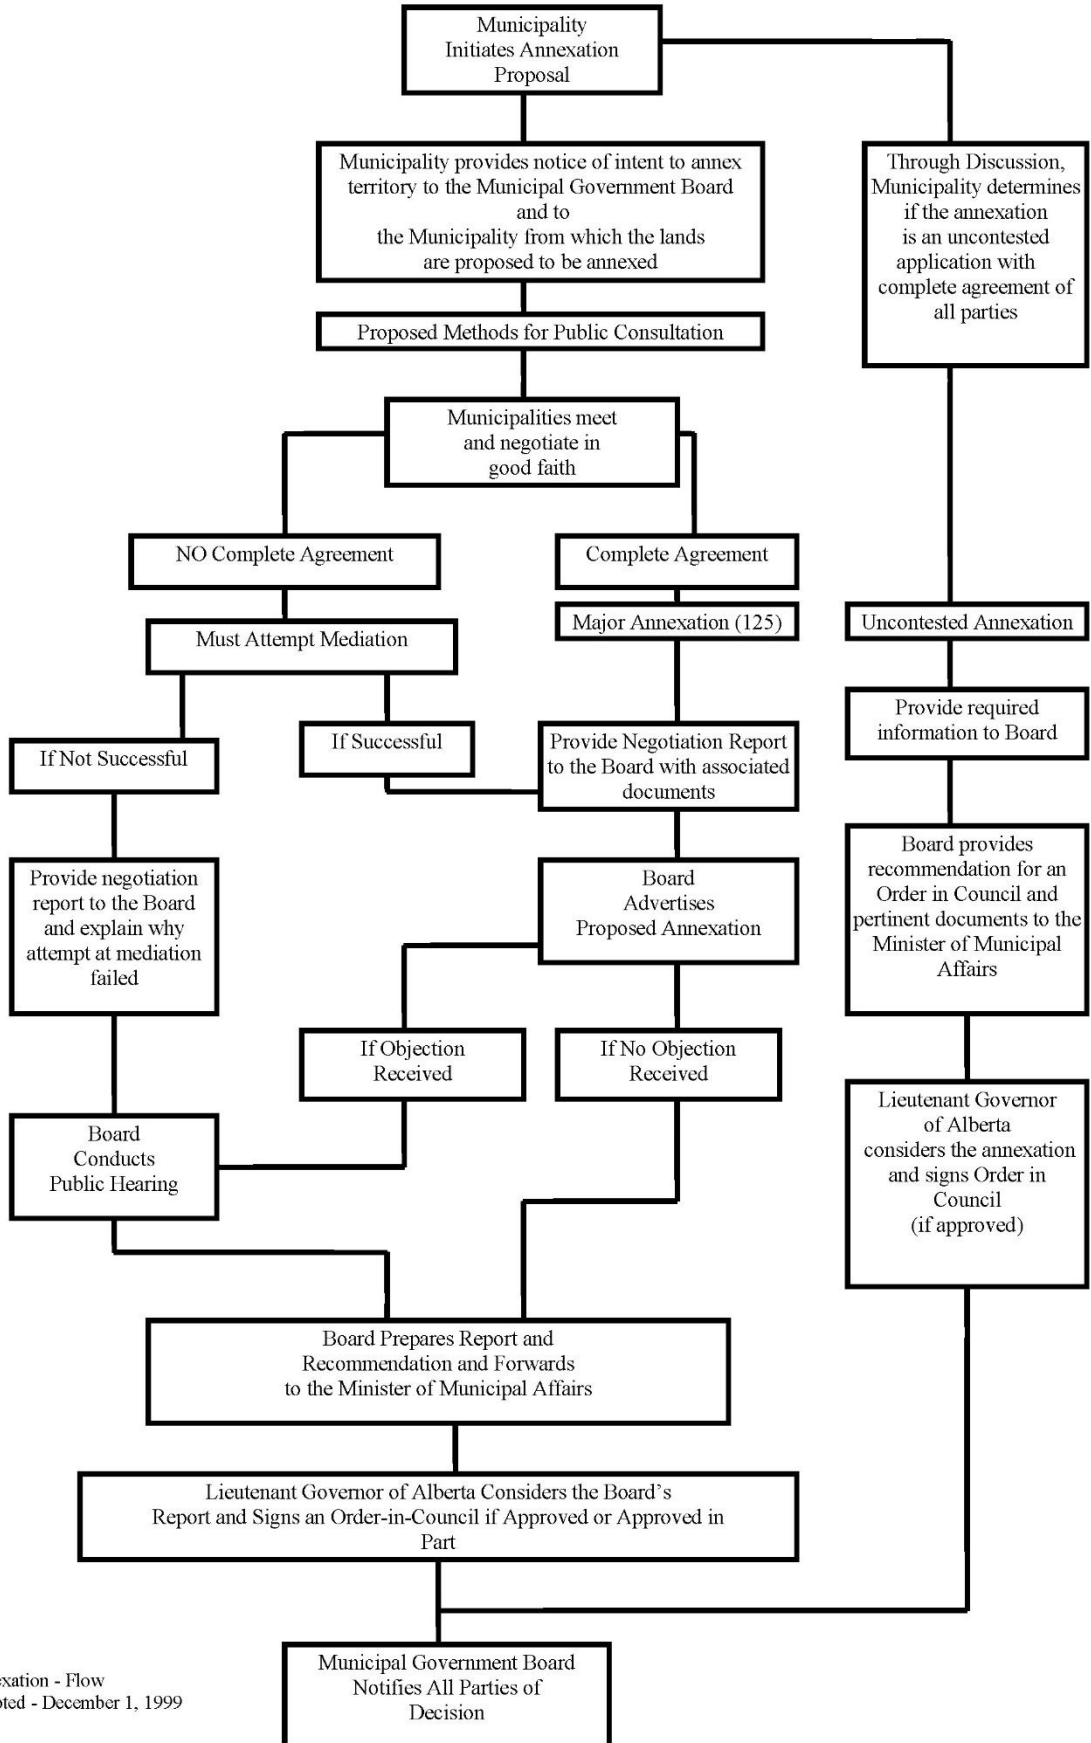 Municipality
Initiates Annexation
Proposal
Municipality provides notice of intent to annex
territory to the Municipal Government Board
and to
the Municipality from which the lands
are proposed to be annexed
Through Discussion,
Municipality determines
if the annexation
is an uncontested
application with
complete agreement of
all parties
Proposed Methods for Public Consultation
Municipalities meet
and negotiate in
good faith
NO Complete Agreement
Complete Agreement
Must Attempt Mediation
Major Annexation (125)
Uncontested Annexation
If Not Successful
If Successful
Provide Negotiation Report
to the Board with associated
documents
Provide required
information to Board
Provide negotiation
report to the Board
and explain why
attempt at mediation
failed
Board
Advertises
Proposed Annexation
Board provides
recommendation for an
Order in Council and
pertinent documents to the
Minister of Municipal
Affairs
If Objection
Received
If No Objection
Received
Board
Conducts
Public Hearing
Lieutenant Governor
of Alberta
considers the annexation
and signs Order in
Council
(if approved)
Board Prepares Report and
Recommendation and Forwards
to the Minister of Municipal Affairs
Lieutenant Governor of Alberta Considers the Board’s
Report and Signs an Order-in-Council if Approved or Approved in
Part
Municipal Government Board
Notifies All Parties of
Decision
- Flow
- December 1, 1999